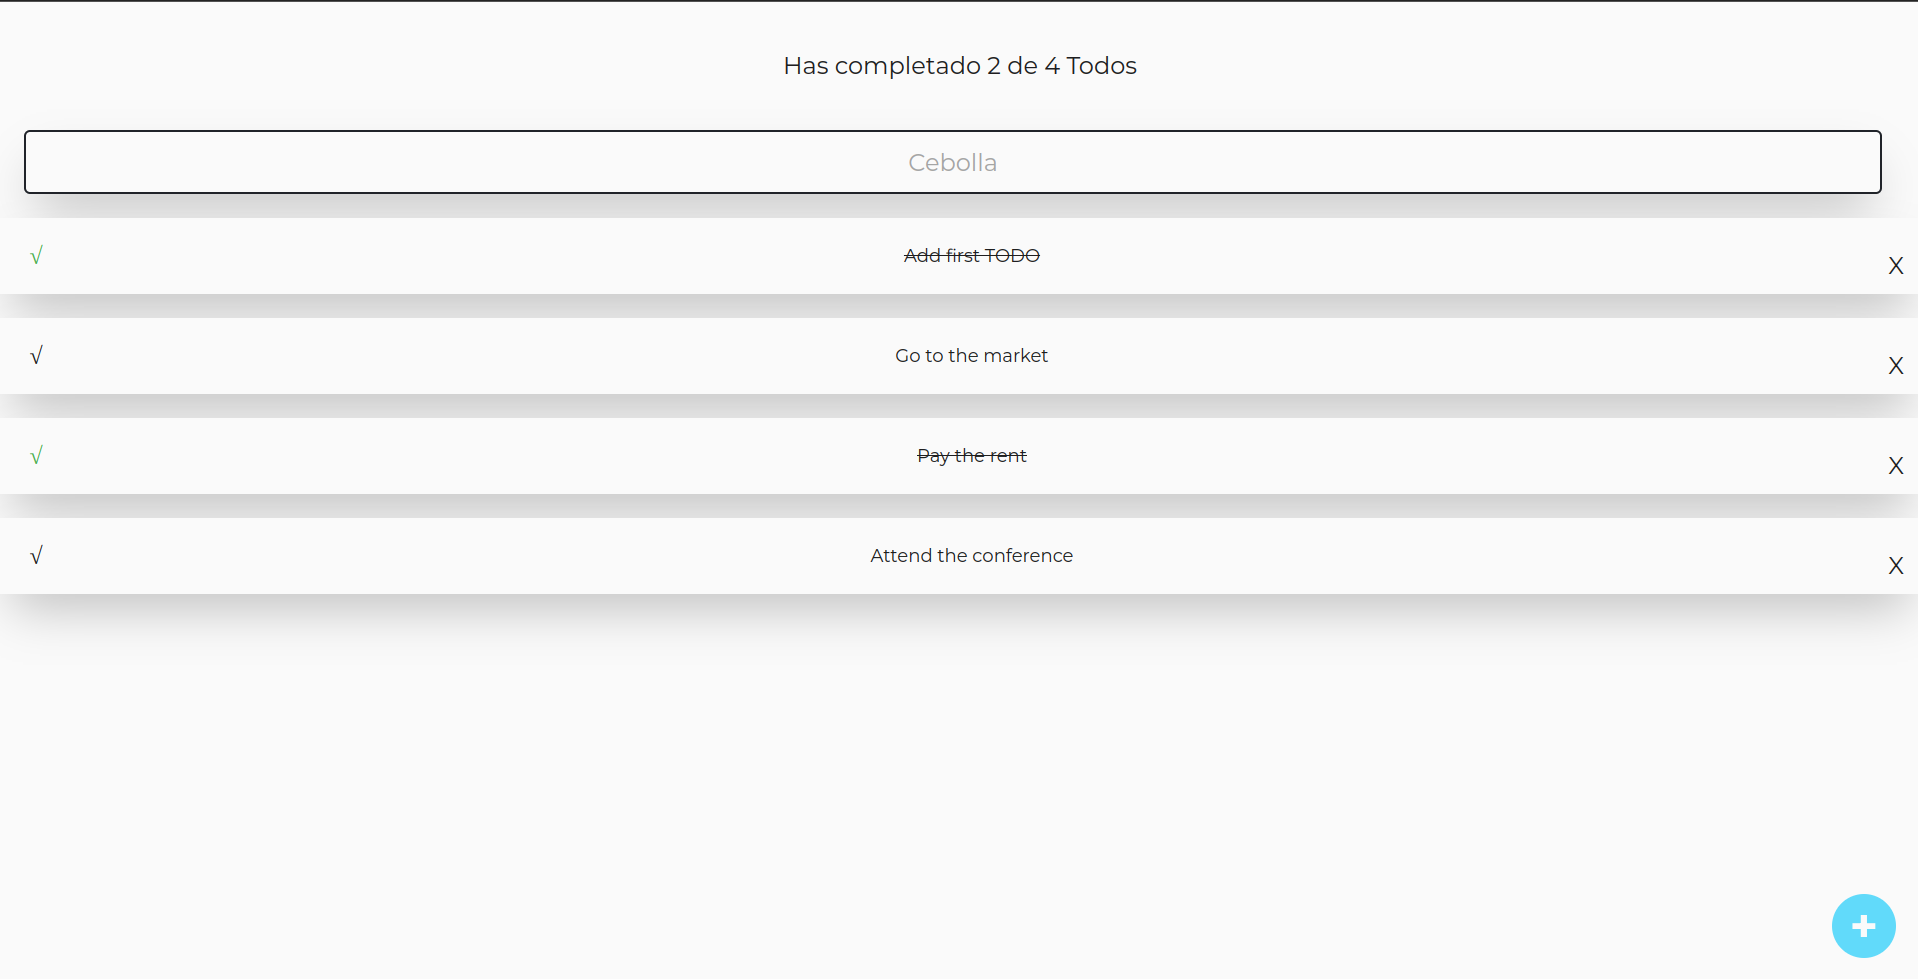 Has completado 2 de 4 Todos
Cebolla
√ Add first TODO X
√ Go to the market X
√ Pay the rent X
√ Attend the conference X
+